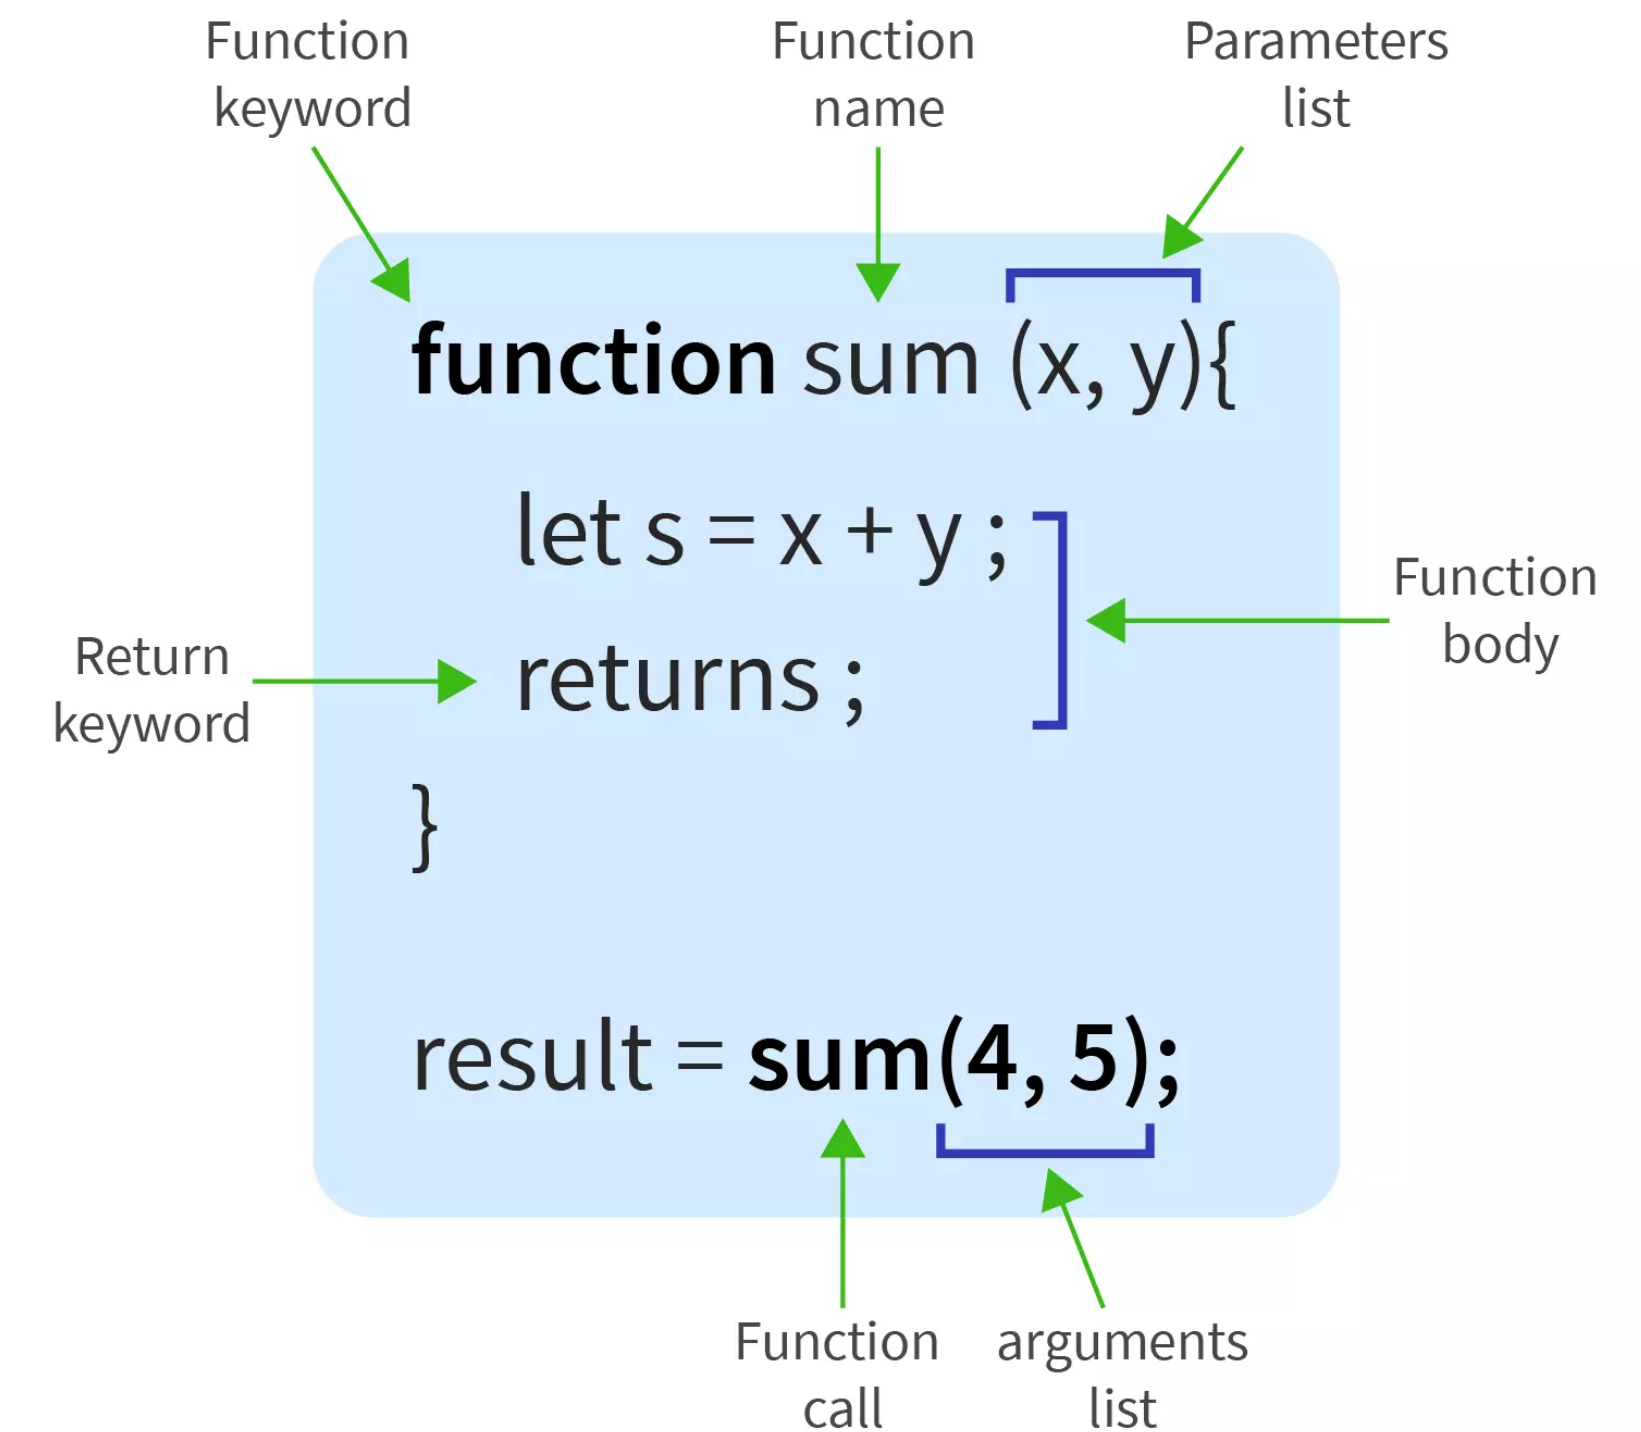 Function
keyword
Function
name
Parameters
list
function sum (x, y){
let s = x + y ;
Function
body
Return
keyword
returns ;
}
result = sum(4, 5);
Function
call
arguments
list